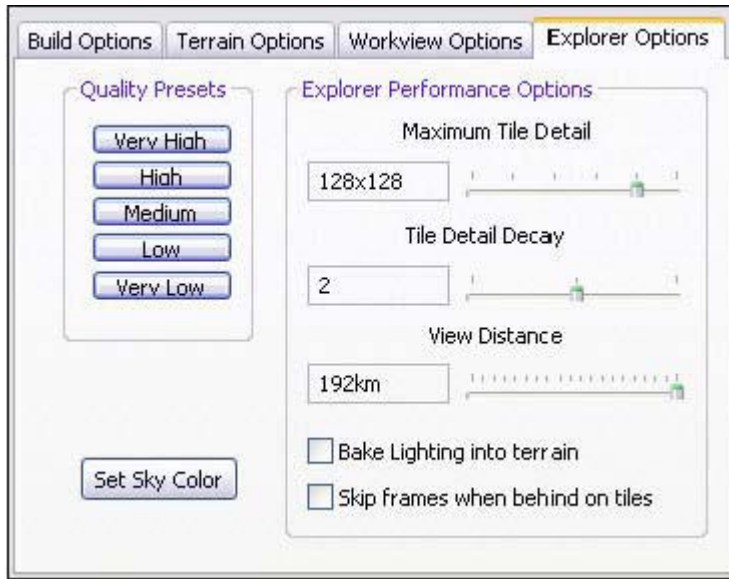 Build Options Terrain Options Workview Options Explorer Options
Quality Presets
Very High
High
Medium
Low
Very Low
Set Sky Color
Explorer Performance Options
Maximum Tile Detail
128x128
Tile Detail Decay
2
View Distance
192km
Bake Lighting into terrain
Skip frames when behind on tiles